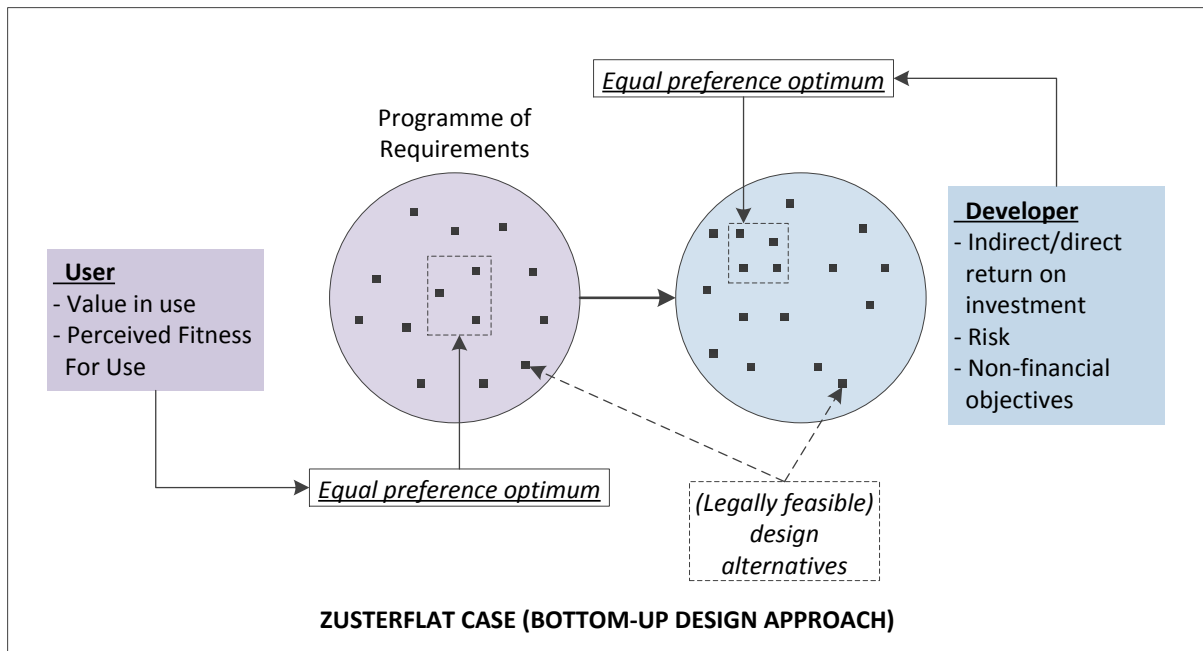 Equal preference optimum
Programme of
Requirements
User
- Value in use
- Perceived Fitness
For Use
Developer
- Indirect/direct
return on
investment
- Risk
- Non-financial
objectives
Equal preference optimum
(Legally feasible)
design
alternatives
ZUSTERFLAT CASE (BOTTOM-UP DESIGN APPROACH)